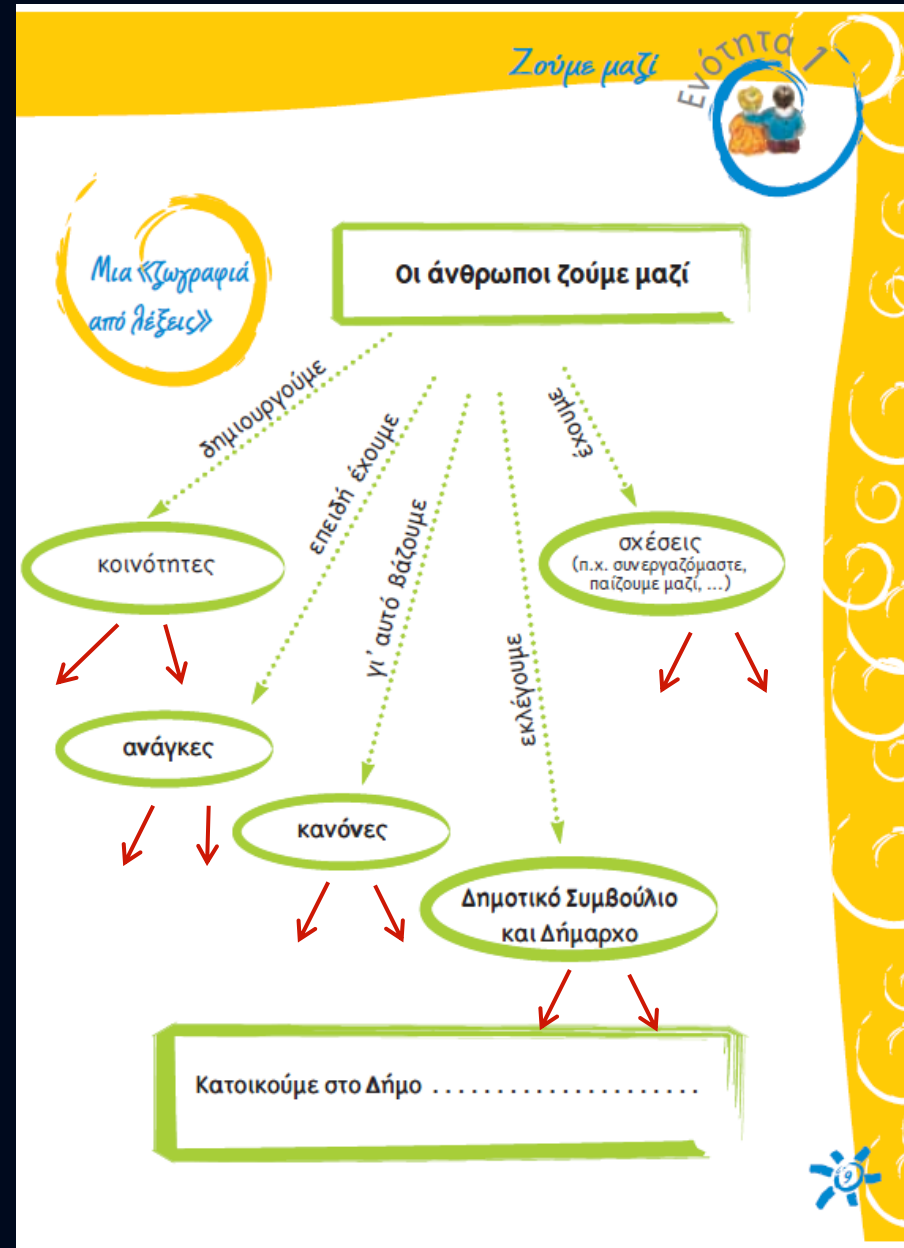 Ζούμε μαζί
Ενότητα 1
Μια «ζωγραφιά
από λέξεις»
Οι άνθρωποι ζούμε μαζί
δημιουργούμε
επειδή έχουμε
γι' αυτό βάζουμε
εκλέγουμε
έχουμε
κοινότητες
σχέσεις
(π.χ. συνεργαζόμαστε,
παίζουμε μαζί, ...)
ανάγκες
κανόνες
Δημοτικό Συμβούλιο
και Δήμαρχο
Κατοικούμε στο Δήμο . . . . . . . . . . . . . . . . . . . . .
9